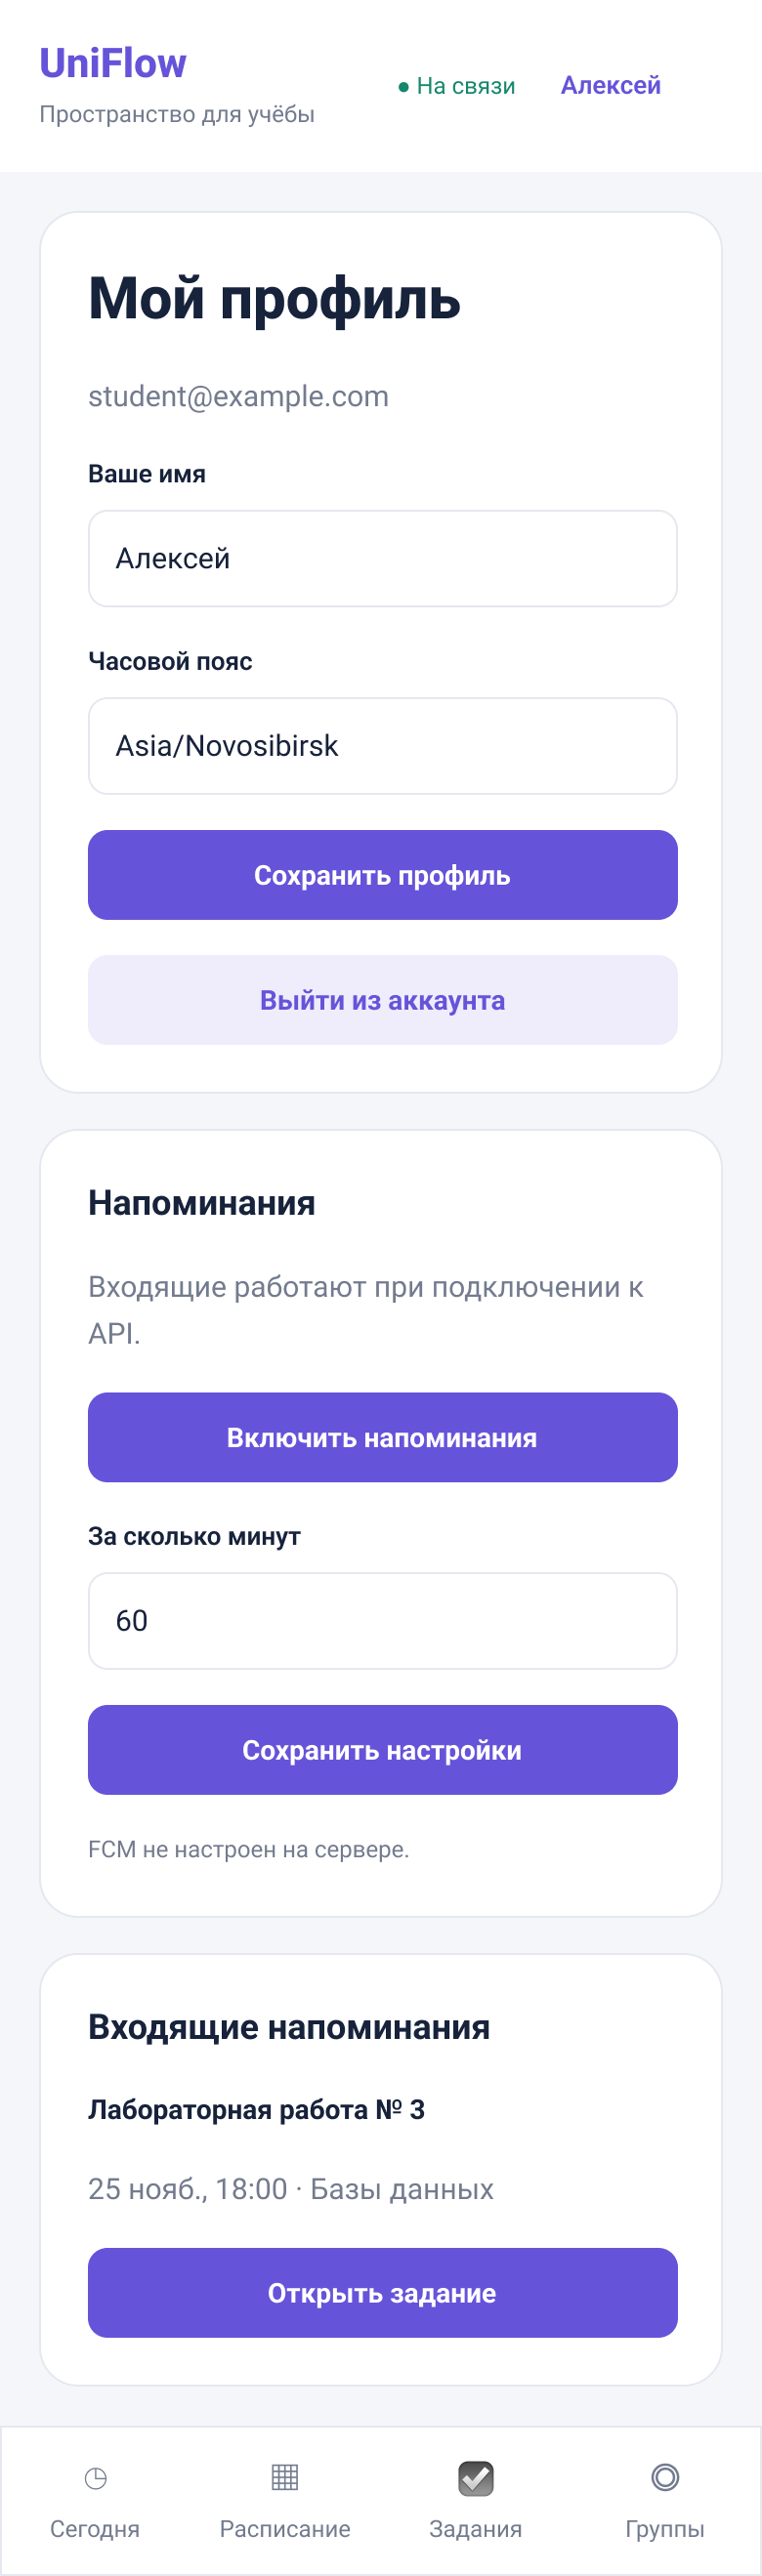 UniFlow
Пространство для учёбы
● На связи
Алексей
Мой профиль
student@example.com
Ваше имя
Алексей
Часовой пояс
Asia/Novosibirsk
Сохранить профиль
Выйти из аккаунта
Напоминания
Входящие работают при подключении к
API.
Включить напоминания
За сколько минут
60
Сохранить настройки
FCM не настроен на сервере.
Входящие напоминания
Лабораторная работа № 3
25 нояб., 18:00 · Базы данных
Открыть задание
Сегодня
Расписание
Задания
Группы